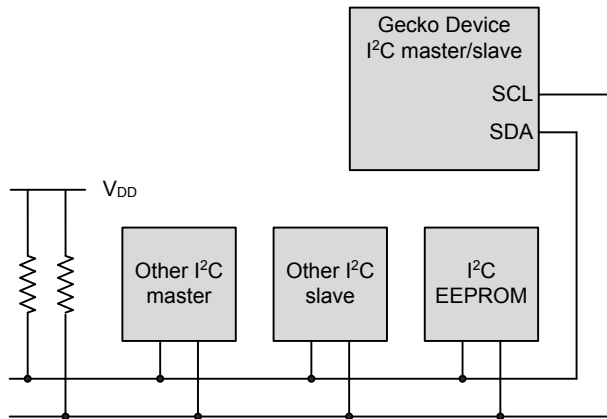 Gecko Device
I²C master/slave
SCL
SDA
VDD
Other I²C
master
Other I²C
slave
I²C
EEPROM